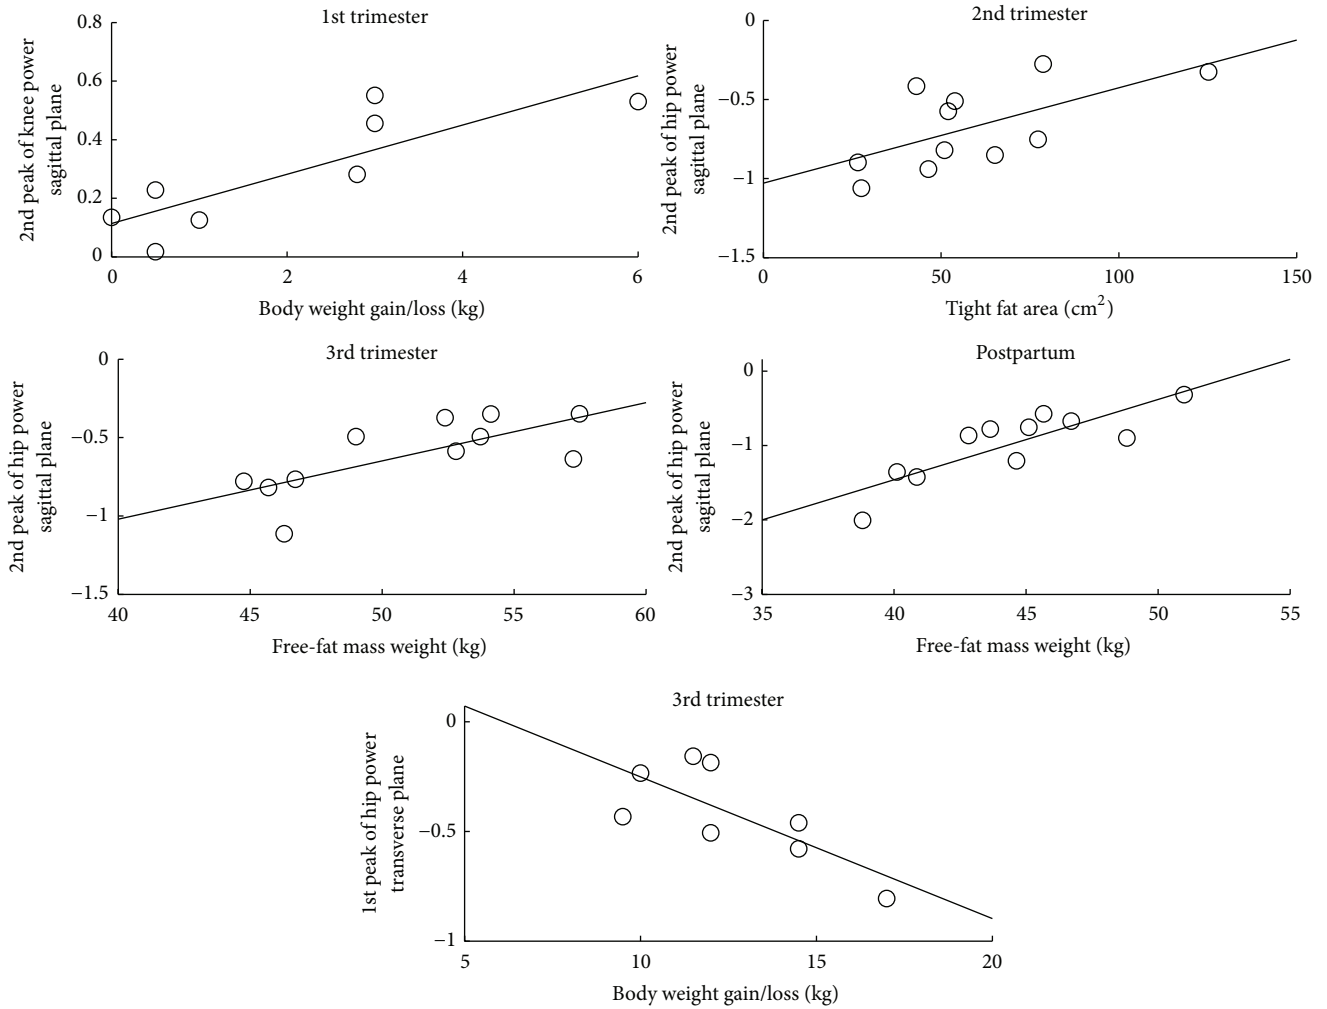 1st trimester
2nd peak of knee power
sagittal plane
0.8
0.6
0.4
0.2
0
0 2 4 6
Body weight gain/loss (kg)
2nd trimester
2nd peak of hip power
sagittal plane
0
−0.5
−1
−1.5
0 50 100 150
Tight fat area (cm²)
3rd trimester
2nd peak of hip power
sagittal plane
0
−0.5
−1
−1.5
40 45 50 55 60
Free-fat mass weight (kg)
Postpartum
2nd peak of hip power
sagittal plane
0
−1
−2
−3
35 40 45 50 55
Free-fat mass weight (kg)
3rd trimester
1st peak of hip power
transverse plane
0
−0.5
−1
5 10 15 20
Body weight gain/loss (kg)